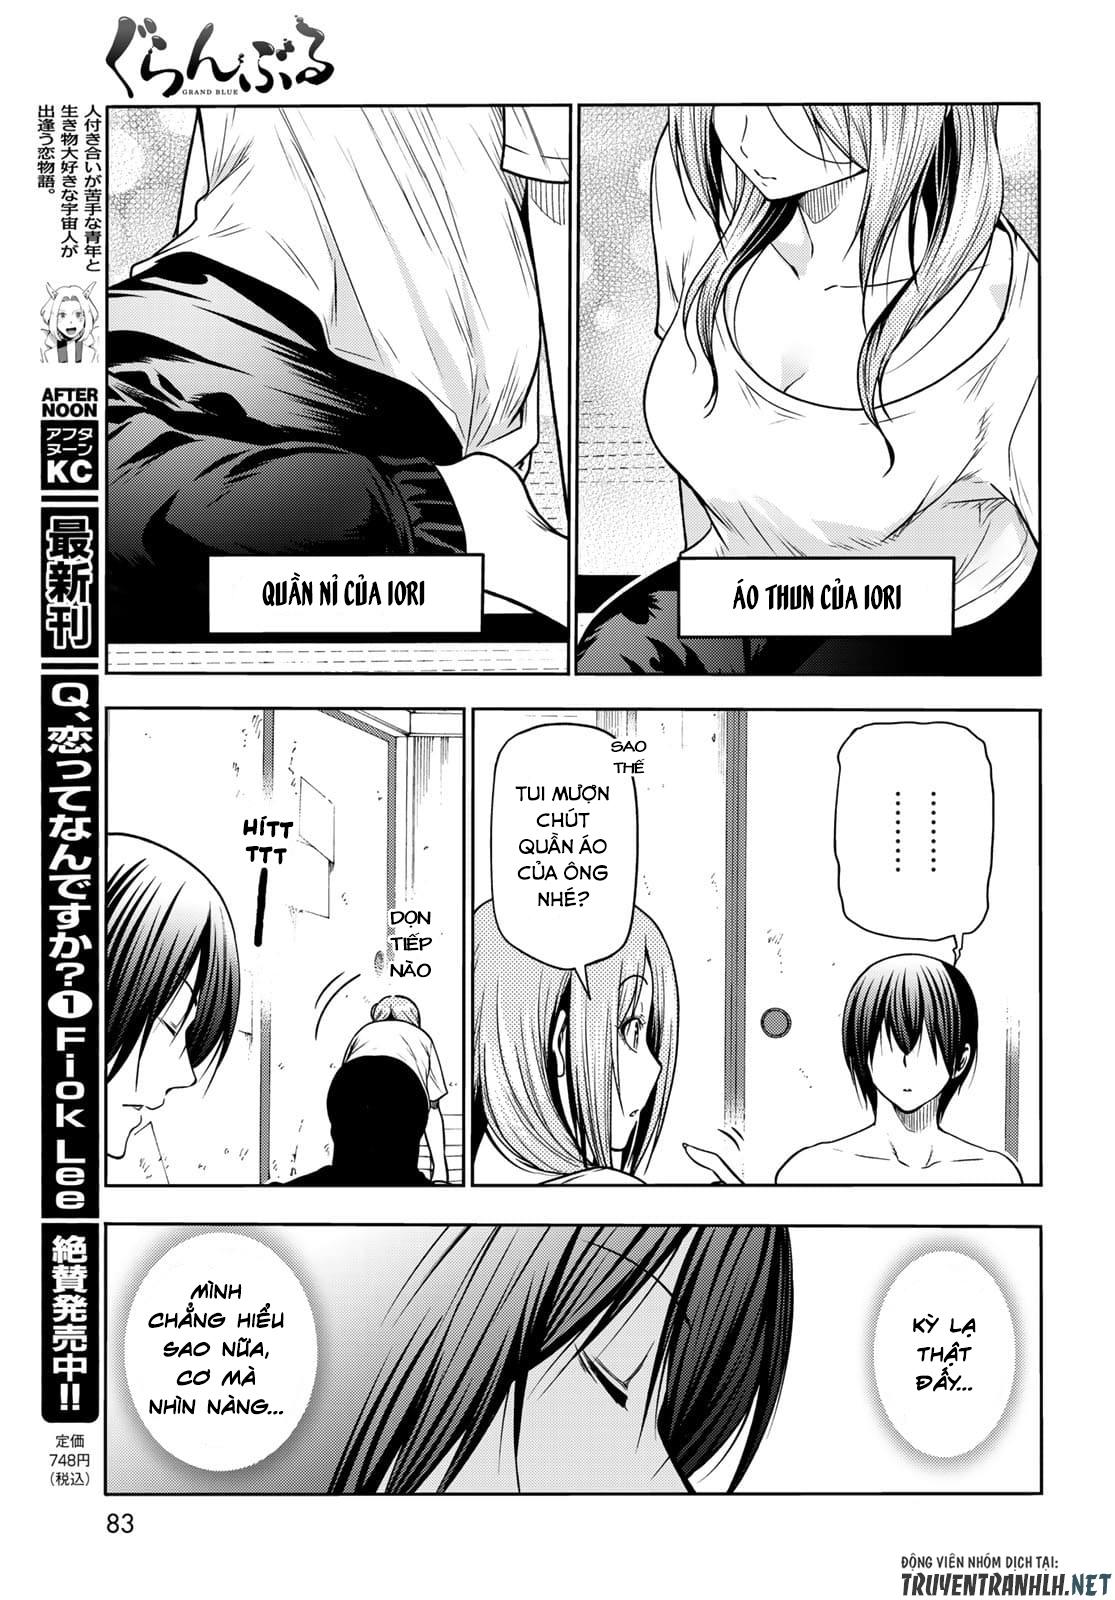 ぐらんぶる
GRAND BLUE
人付き合いが苦手な青年と
生き物大好きな宇宙人が
出逢う恋物語。
AFTER
NOON
アフタ
ヌーン
KC
最新刊
Q、恋ってなんですか？① Fiok Lee
絶賛発売中!!
定価
748円
（税込）
ÁO THUN CỦA IORI
QUẦN NỈ CỦA IORI
..........
..........
SAO
THẾ
TUI MƯỢN
CHÚT
QUẦN ÁO
CỦA ÔNG
NHÉ?
DỌN
TIẾP
NÀO
HÍTT
TTT
KỲ LẠ
THẬT
ĐẤY...
MÌNH
CHẲNG HIỂU
SAO NỮA,
CƠ MÀ
NHÌN NÀNG...
83
ĐỘNG VIÊN NHÓM DỊCH TẠI:
TRUYENTRANHLH.NET